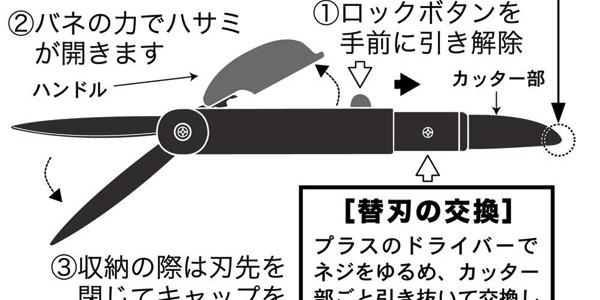 ①ロックボタンを
手前に引き解除
②バネの力でハサミ
が開きます
ハンドル
カッター部
③収納の際は刃先を
閉じてキャップを
［替刃の交換］
プラスのドライバーで
ネジをゆるめ、カッター
部ごと引き抜いて交換し